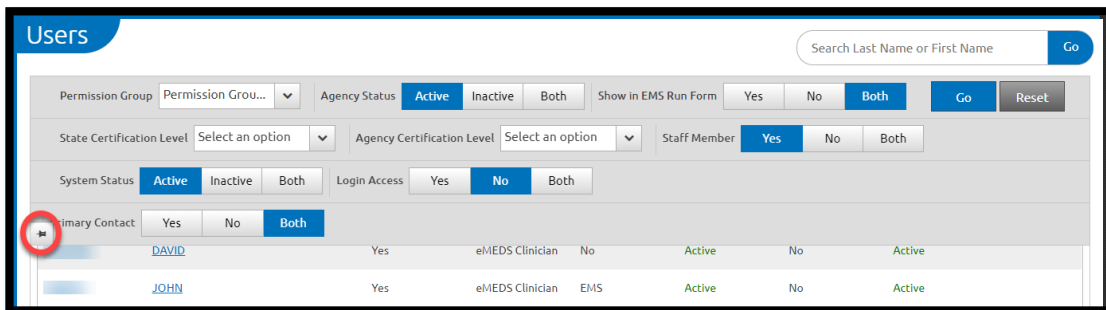 Users
Search Last Name or First Name Go
Permission Group Permission Grou... Agency Status Active Inactive Both Show in EMS Run Form Yes No Both Go Reset
State Certification Level Select an option Agency Certification Level Select an option Staff Member Yes No Both
System Status Active Inactive Both Login Access Yes No Both
rimary Contact Yes No Both
DAVID Yes eMEDS Clinician No Active No Active
JOHN Yes eMEDS Clinician EMS Active No Active